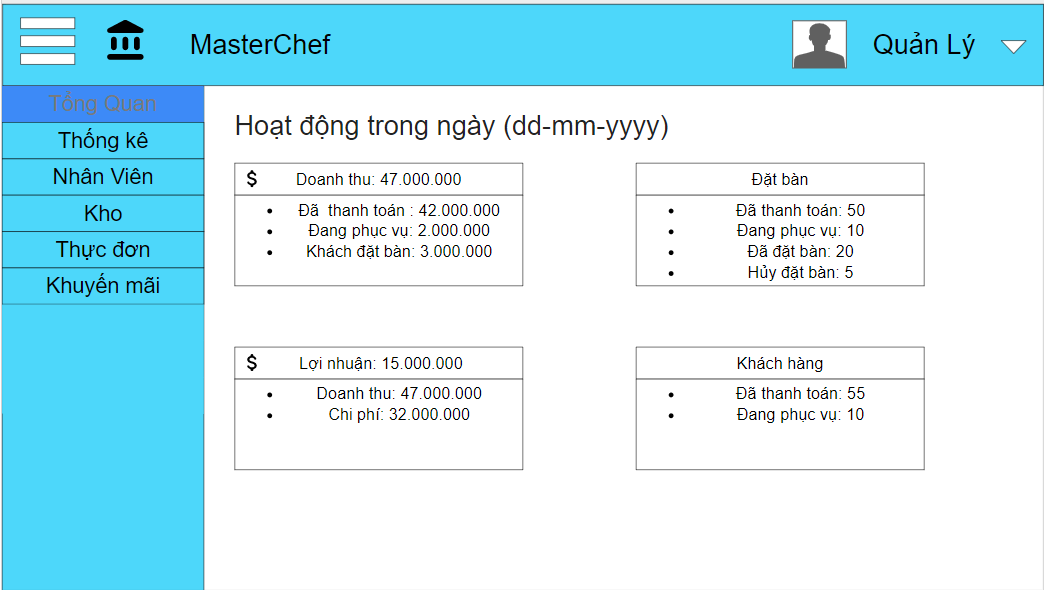 MasterChef
Quản Lý
Tổng Quan
Thống kê
Nhân Viên
Kho
Thực đơn
Khuyến mãi
Hoạt động trong ngày (dd-mm-yyyy)
$ Doanh thu: 47.000.000
• Đã thanh toán : 42.000.000
• Đang phục vụ: 2.000.000
• Khách đặt bàn: 3.000.000
Đặt bàn
• Đã thanh toán: 50
• Đang phục vụ: 10
• Đã đặt bàn: 20
• Hủy đặt bàn: 5
$ Lợi nhuận: 15.000.000
• Doanh thu: 47.000.000
• Chi phí: 32.000.000
Khách hàng
• Đã thanh toán: 55
• Đang phục vụ: 10